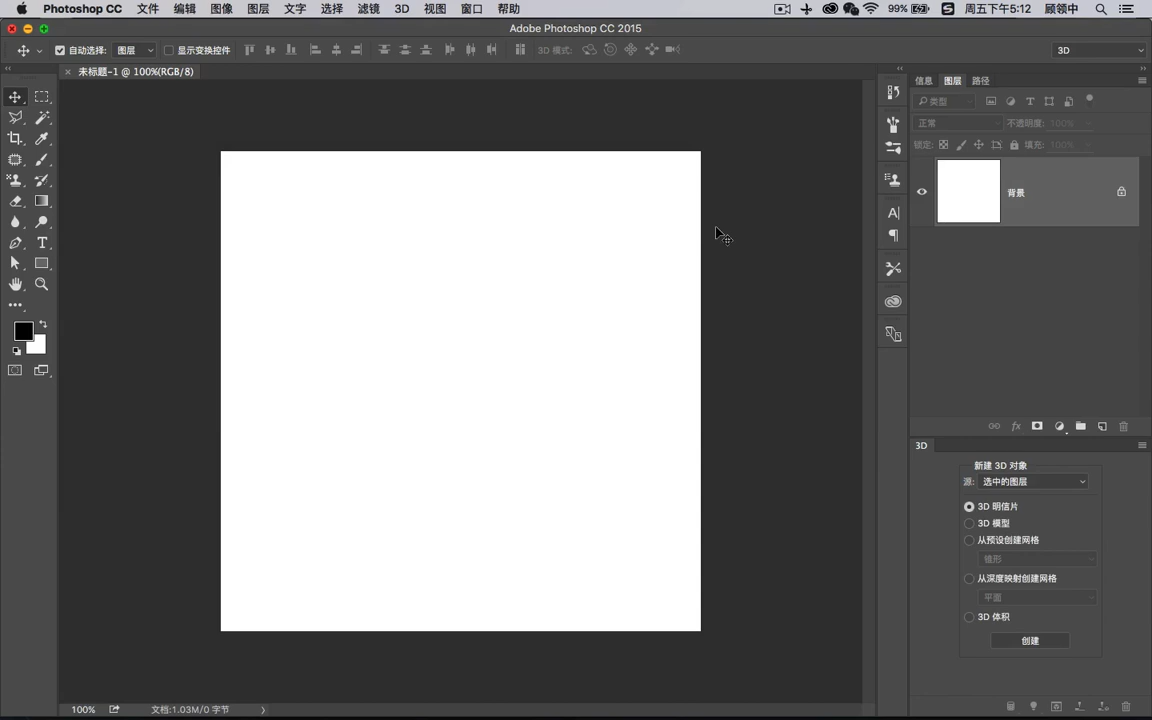 Photoshop CC 文件 编辑 图像 图层 文字 选择 滤镜 3D 视图 窗口 帮助 99% 周五下午5:12 顾领中
Adobe Photoshop CC 2015
自动选择: 图层 显示变换控件 3D 模式: 3D
未标题-1 @ 100%(RGB/8)
信息 图层 路径
类型
正常 不透明度: 100%
锁定: 填充: 100%
背景
3D
新建 3D 对象
源: 选中的图层
3D 明信片
3D 模型
从预设创建网格
锥形
从深度映射创建网格
平面
3D 体积
创建
100% 文档:1.03M/0 字节